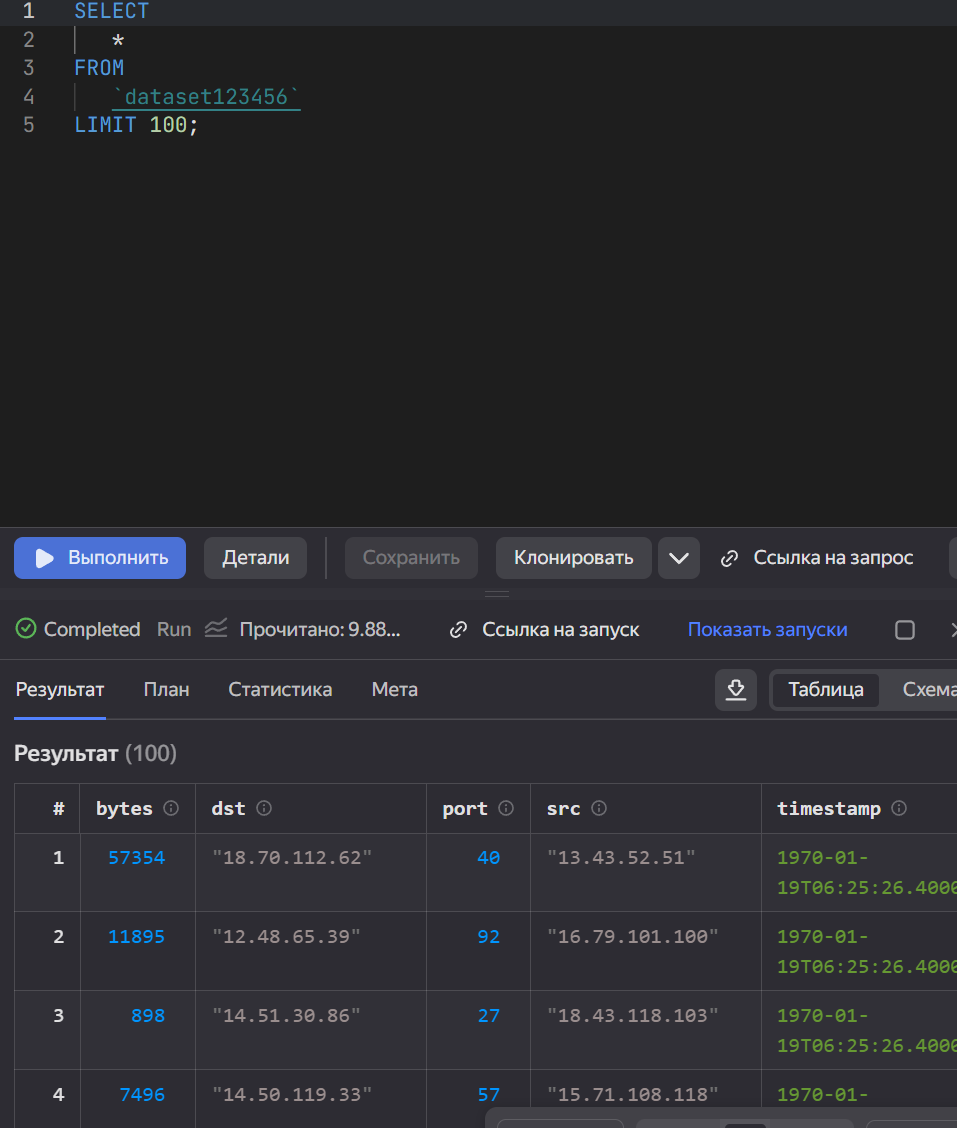 1 SELECT
2 *
3 FROM
4 `dataset123456`
5 LIMIT 100;
Выполнить Детали Сохранить Клонировать Ссылка на запрос
Completed Run Прочитано: 9.88... Ссылка на запуск Показать запуски
Результат План Статистика Мета Таблица Схема
Результат (100)
# bytes dst port src timestamp
1 57354 "18.70.112.62" 40 "13.43.52.51" 1970-01-
19T06:25:26.4000
2 11895 "12.48.65.39" 92 "16.79.101.100" 1970-01-
19T06:25:26.4000
3 898 "14.51.30.86" 27 "18.43.118.103" 1970-01-
19T06:25:26.4000
4 7496 "14.50.119.33" 57 "15.71.108.118" 1970-01-